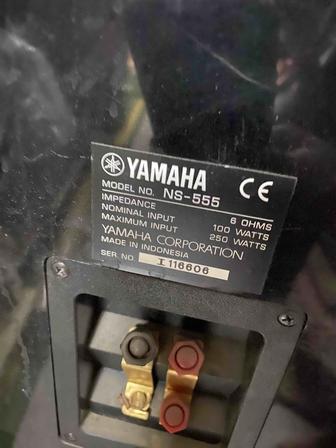 YAMAHA CE
MODEL NO. NS-555
IMPEDANCE 6 OHMS
NOMINAL INPUT 100 WATTS
MAXIMUM INPUT 250 WATTS
YAMAHA CORPORATION
MADE IN INDONESIA
SER NO. I116606